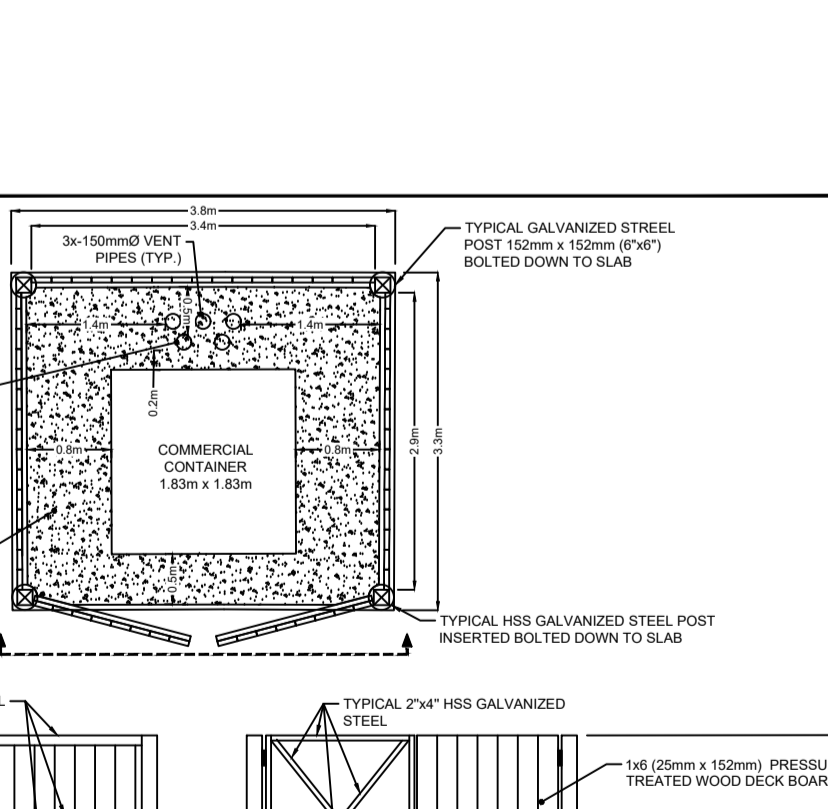 3.8m
3.4m
3x-150mmØ VENT
PIPES (TYP.)
TYPICAL GALVANIZED STREEL
POST 152mm x 152mm (6"x6")
BOLTED DOWN TO SLAB
0.5m
1.4m
1.4m
0.2m
2.9m
3.3m
0.8m
0.8m
COMMERCIAL
CONTAINER
1.83m x 1.83m
0.5m
TYPICAL HSS GALVANIZED STEEL POST
INSERTED BOLTED DOWN TO SLAB
L
TYPICAL 2"x4" HSS GALVANIZED
STEEL
1x6 (25mm x 152mm) PRESSU
TREATED WOOD DECK BOAR